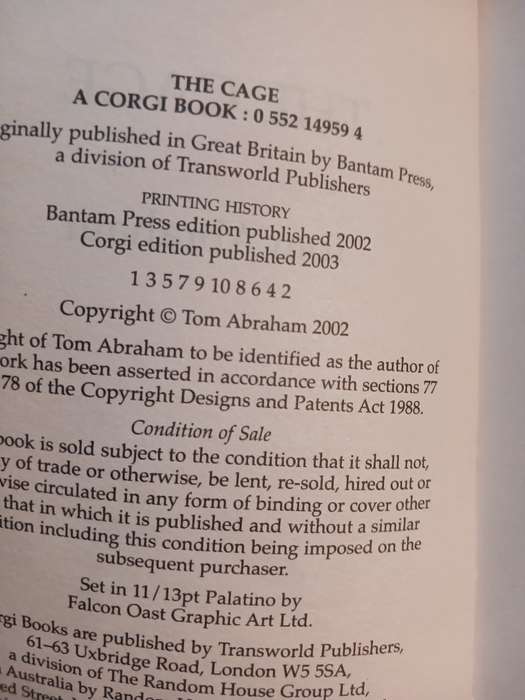 THE CAGE
A CORGI BOOK : 0 552 14959 4
ginally published in Great Britain by Bantam Press,
a division of Transworld Publishers
PRINTING HISTORY
Bantam Press edition published 2002
Corgi edition published 2003
1 3 5 7 9 10 8 6 4 2
Copyright © Tom Abraham 2002
ght of Tom Abraham to be identified as the author of
ork has been asserted in accordance with sections 77
78 of the Copyright Designs and Patents Act 1988.
Condition of Sale
book is sold subject to the condition that it shall not,
y of trade or otherwise, be lent, re-sold, hired out or
wise circulated in any form of binding or cover other
that in which it is published and without a similar
ition including this condition being imposed on the
subsequent purchaser.
Set in 11/13pt Palatino by
Falcon Oast Graphic Art Ltd.
rgi Books are published by Transworld Publishers,
61–63 Uxbridge Road, London W5 5SA,
a division of The Random House Group Ltd,
Australia by Random